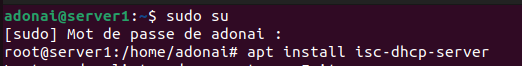 adonai@server1:~$ sudo su
[sudo] Mot de passe de adonai :
root@server1:/home/adonai# apt install isc-dhcp-server